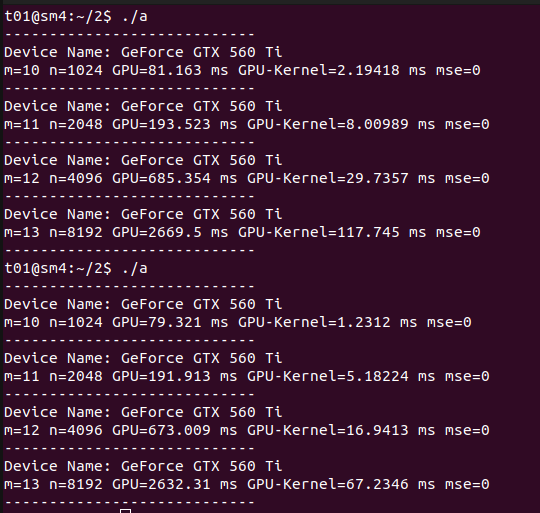 t01@sm4:~/2$ ./a
----------------------------
Device Name: GeForce GTX 560 Ti
m=10 n=1024 GPU=81.163 ms GPU-Kernel=2.19418 ms mse=0
----------------------------
Device Name: GeForce GTX 560 Ti
m=11 n=2048 GPU=193.523 ms GPU-Kernel=8.00989 ms mse=0
----------------------------
Device Name: GeForce GTX 560 Ti
m=12 n=4096 GPU=685.354 ms GPU-Kernel=29.7357 ms mse=0
----------------------------
Device Name: GeForce GTX 560 Ti
m=13 n=8192 GPU=2669.5 ms GPU-Kernel=117.745 ms mse=0
----------------------------
t01@sm4:~/2$ ./a
----------------------------
Device Name: GeForce GTX 560 Ti
m=10 n=1024 GPU=79.321 ms GPU-Kernel=1.2312 ms mse=0
----------------------------
Device Name: GeForce GTX 560 Ti
m=11 n=2048 GPU=191.913 ms GPU-Kernel=5.18224 ms mse=0
----------------------------
Device Name: GeForce GTX 560 Ti
m=12 n=4096 GPU=673.009 ms GPU-Kernel=16.9413 ms mse=0
----------------------------
Device Name: GeForce GTX 560 Ti
m=13 n=8192 GPU=2632.31 ms GPU-Kernel=67.2346 ms mse=0
----------------------------